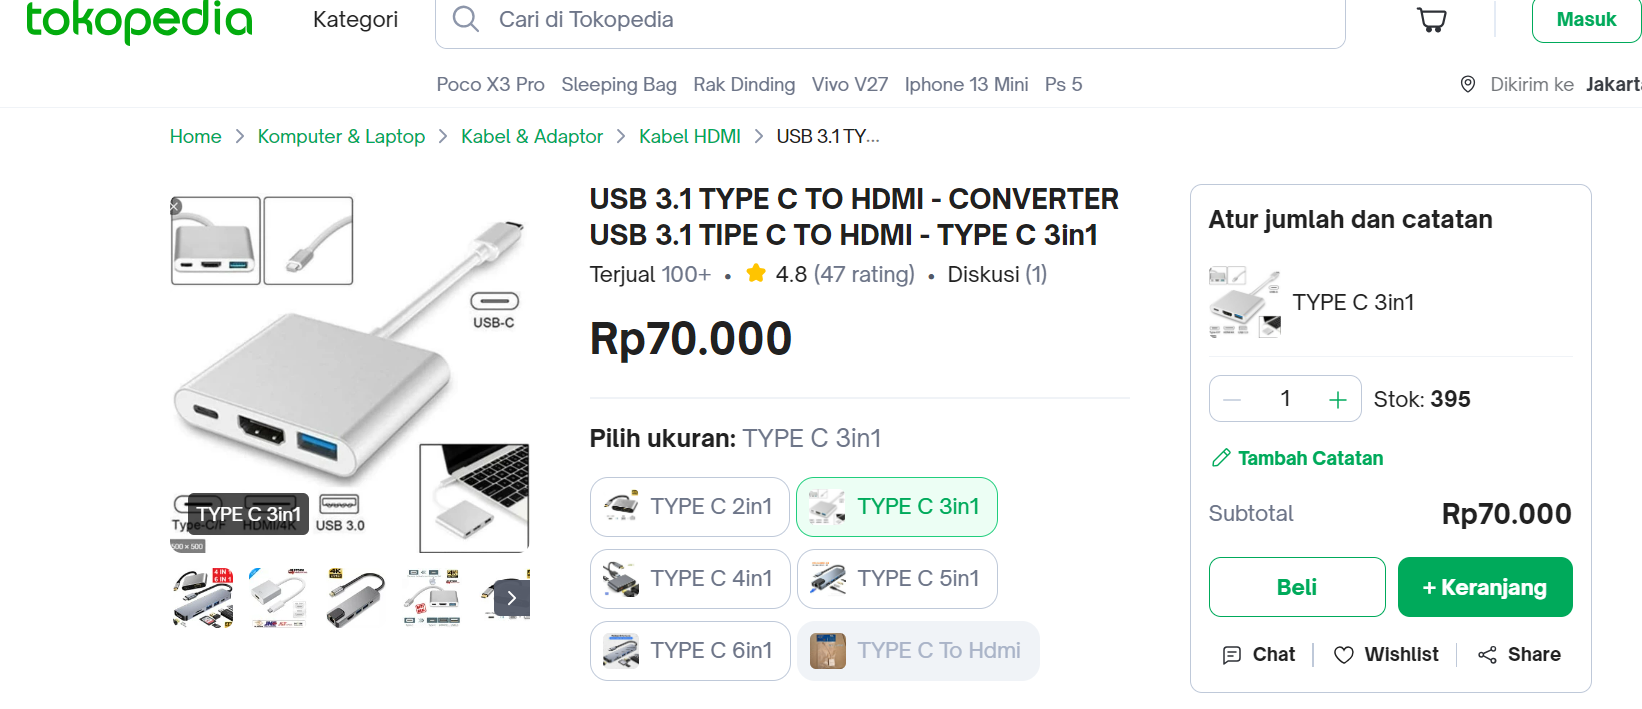 tokopedia
Kategori
Cari di Tokopedia
Masuk
Poco X3 Pro Sleeping Bag Rak Dinding Vivo V27 Iphone 13 Mini Ps 5
Dikirim ke Jakart
Home > Komputer & Laptop > Kabel & Adaptor > Kabel HDMI > USB 3.1 TY...
USB-C
Type-C/F HDMI/4K USB 3.0
TYPE C 3in1
500 × 500
USB 3.1 TYPE C TO HDMI - CONVERTER
USB 3.1 TIPE C TO HDMI - TYPE C 3in1
Terjual 100+ • 4.8 (47 rating) • Diskusi (1)
Rp70.000
Pilih ukuran: TYPE C 3in1
TYPE C 2in1
TYPE C 3in1
TYPE C 4in1
TYPE C 5in1
TYPE C 6in1
TYPE C To Hdmi
Atur jumlah dan catatan
TYPE C 3in1
1
Stok: 395
Tambah Catatan
Subtotal Rp70.000
Beli
+ Keranjang
Chat
Wishlist
Share